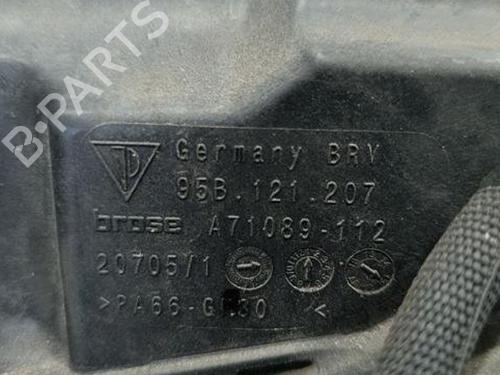 B-PARTS
Germany BRV
95B.121.207
brose A71089-112
20705/1
>PA66-GF30 <